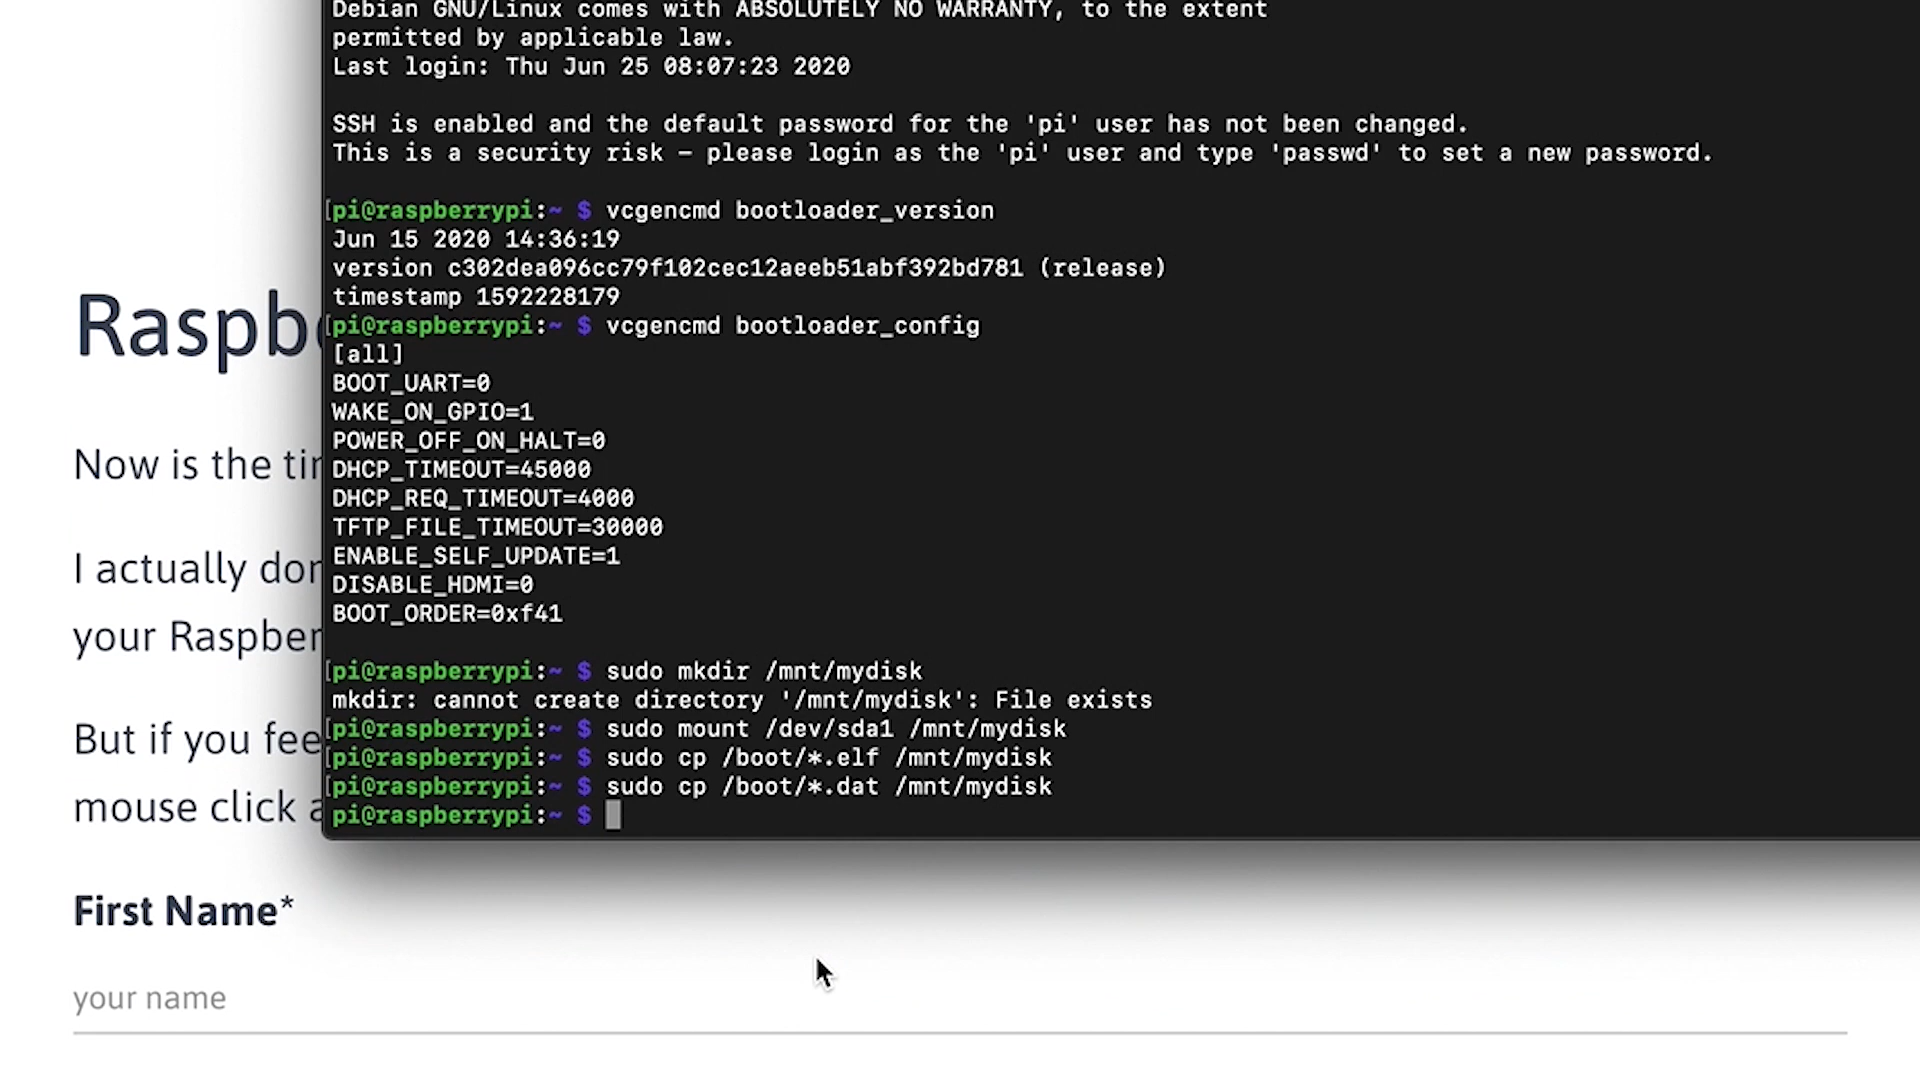 Debian GNU/Linux comes with ABSOLUTELY NO WARRANTY, to the extent
permitted by applicable law.
Last login: Thu Jun 25 08:07:23 2020
SSH is enabled and the default password for the 'pi' user has not been changed.
This is a security risk – please login as the 'pi' user and type 'passwd' to set a new password.
[pi@raspberrypi:~ $ vcgencmd bootloader_version
Jun 15 2020 14:36:19
version c302dea096cc79f102cec12aeeb51abf392bd781 (release)
timestamp 1592228179
[pi@raspberrypi:~ $ vcgencmd bootloader_config
[all]
BOOT_UART=0
WAKE_ON_GPIO=1
POWER_OFF_ON_HALT=0
DHCP_TIMEOUT=45000
DHCP_REQ_TIMEOUT=4000
TFTP_FILE_TIMEOUT=30000
ENABLE_SELF_UPDATE=1
DISABLE_HDMI=0
BOOT_ORDER=0xf41
[pi@raspberrypi:~ $ sudo mkdir /mnt/mydisk
mkdir: cannot create directory '/mnt/mydisk': File exists
[pi@raspberrypi:~ $ sudo mount /dev/sda1 /mnt/mydisk
[pi@raspberrypi:~ $ sudo cp /boot/*.elf /mnt/mydisk
[pi@raspberrypi:~ $ sudo cp /boot/*.dat /mnt/mydisk
pi@raspberrypi:~ $
Raspb
Now is the
I actually
your Raspber
But if you fee
mouse click a
First Name*
your name